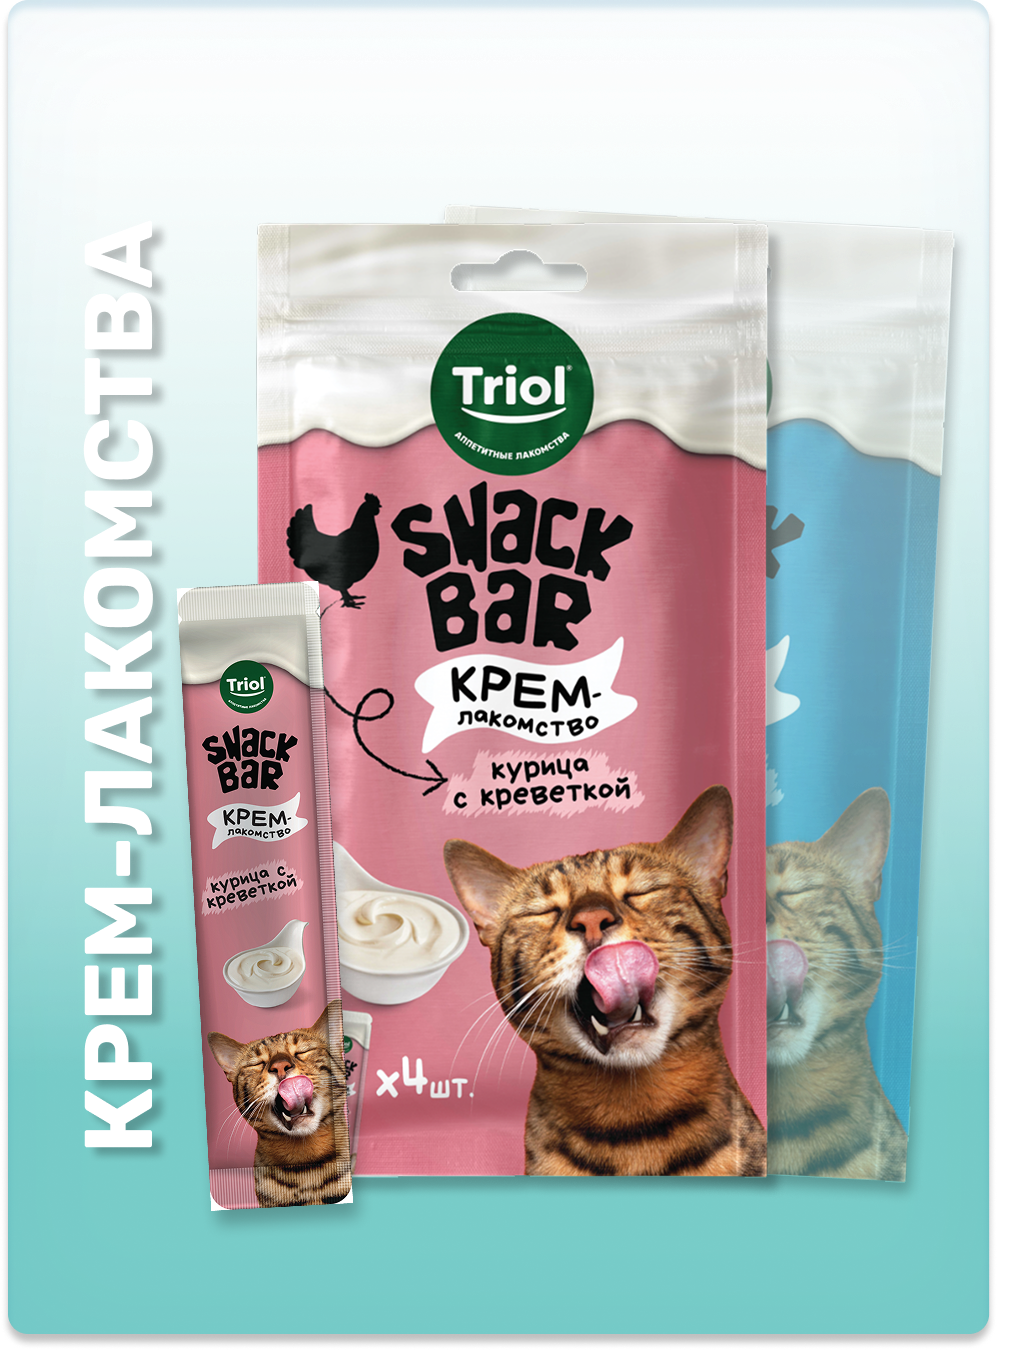 КРЕМ-ЛАКОМСТВА
Triol®
АППЕТИТНЫЕ ЛАКОМСТВА
SNACK
BAR
КРЕМ-
лакомство
курица
с креветкой
x4шт.
Triol
SNACK
BAR
КРЕМ-
лакомство
курица с
креветкой